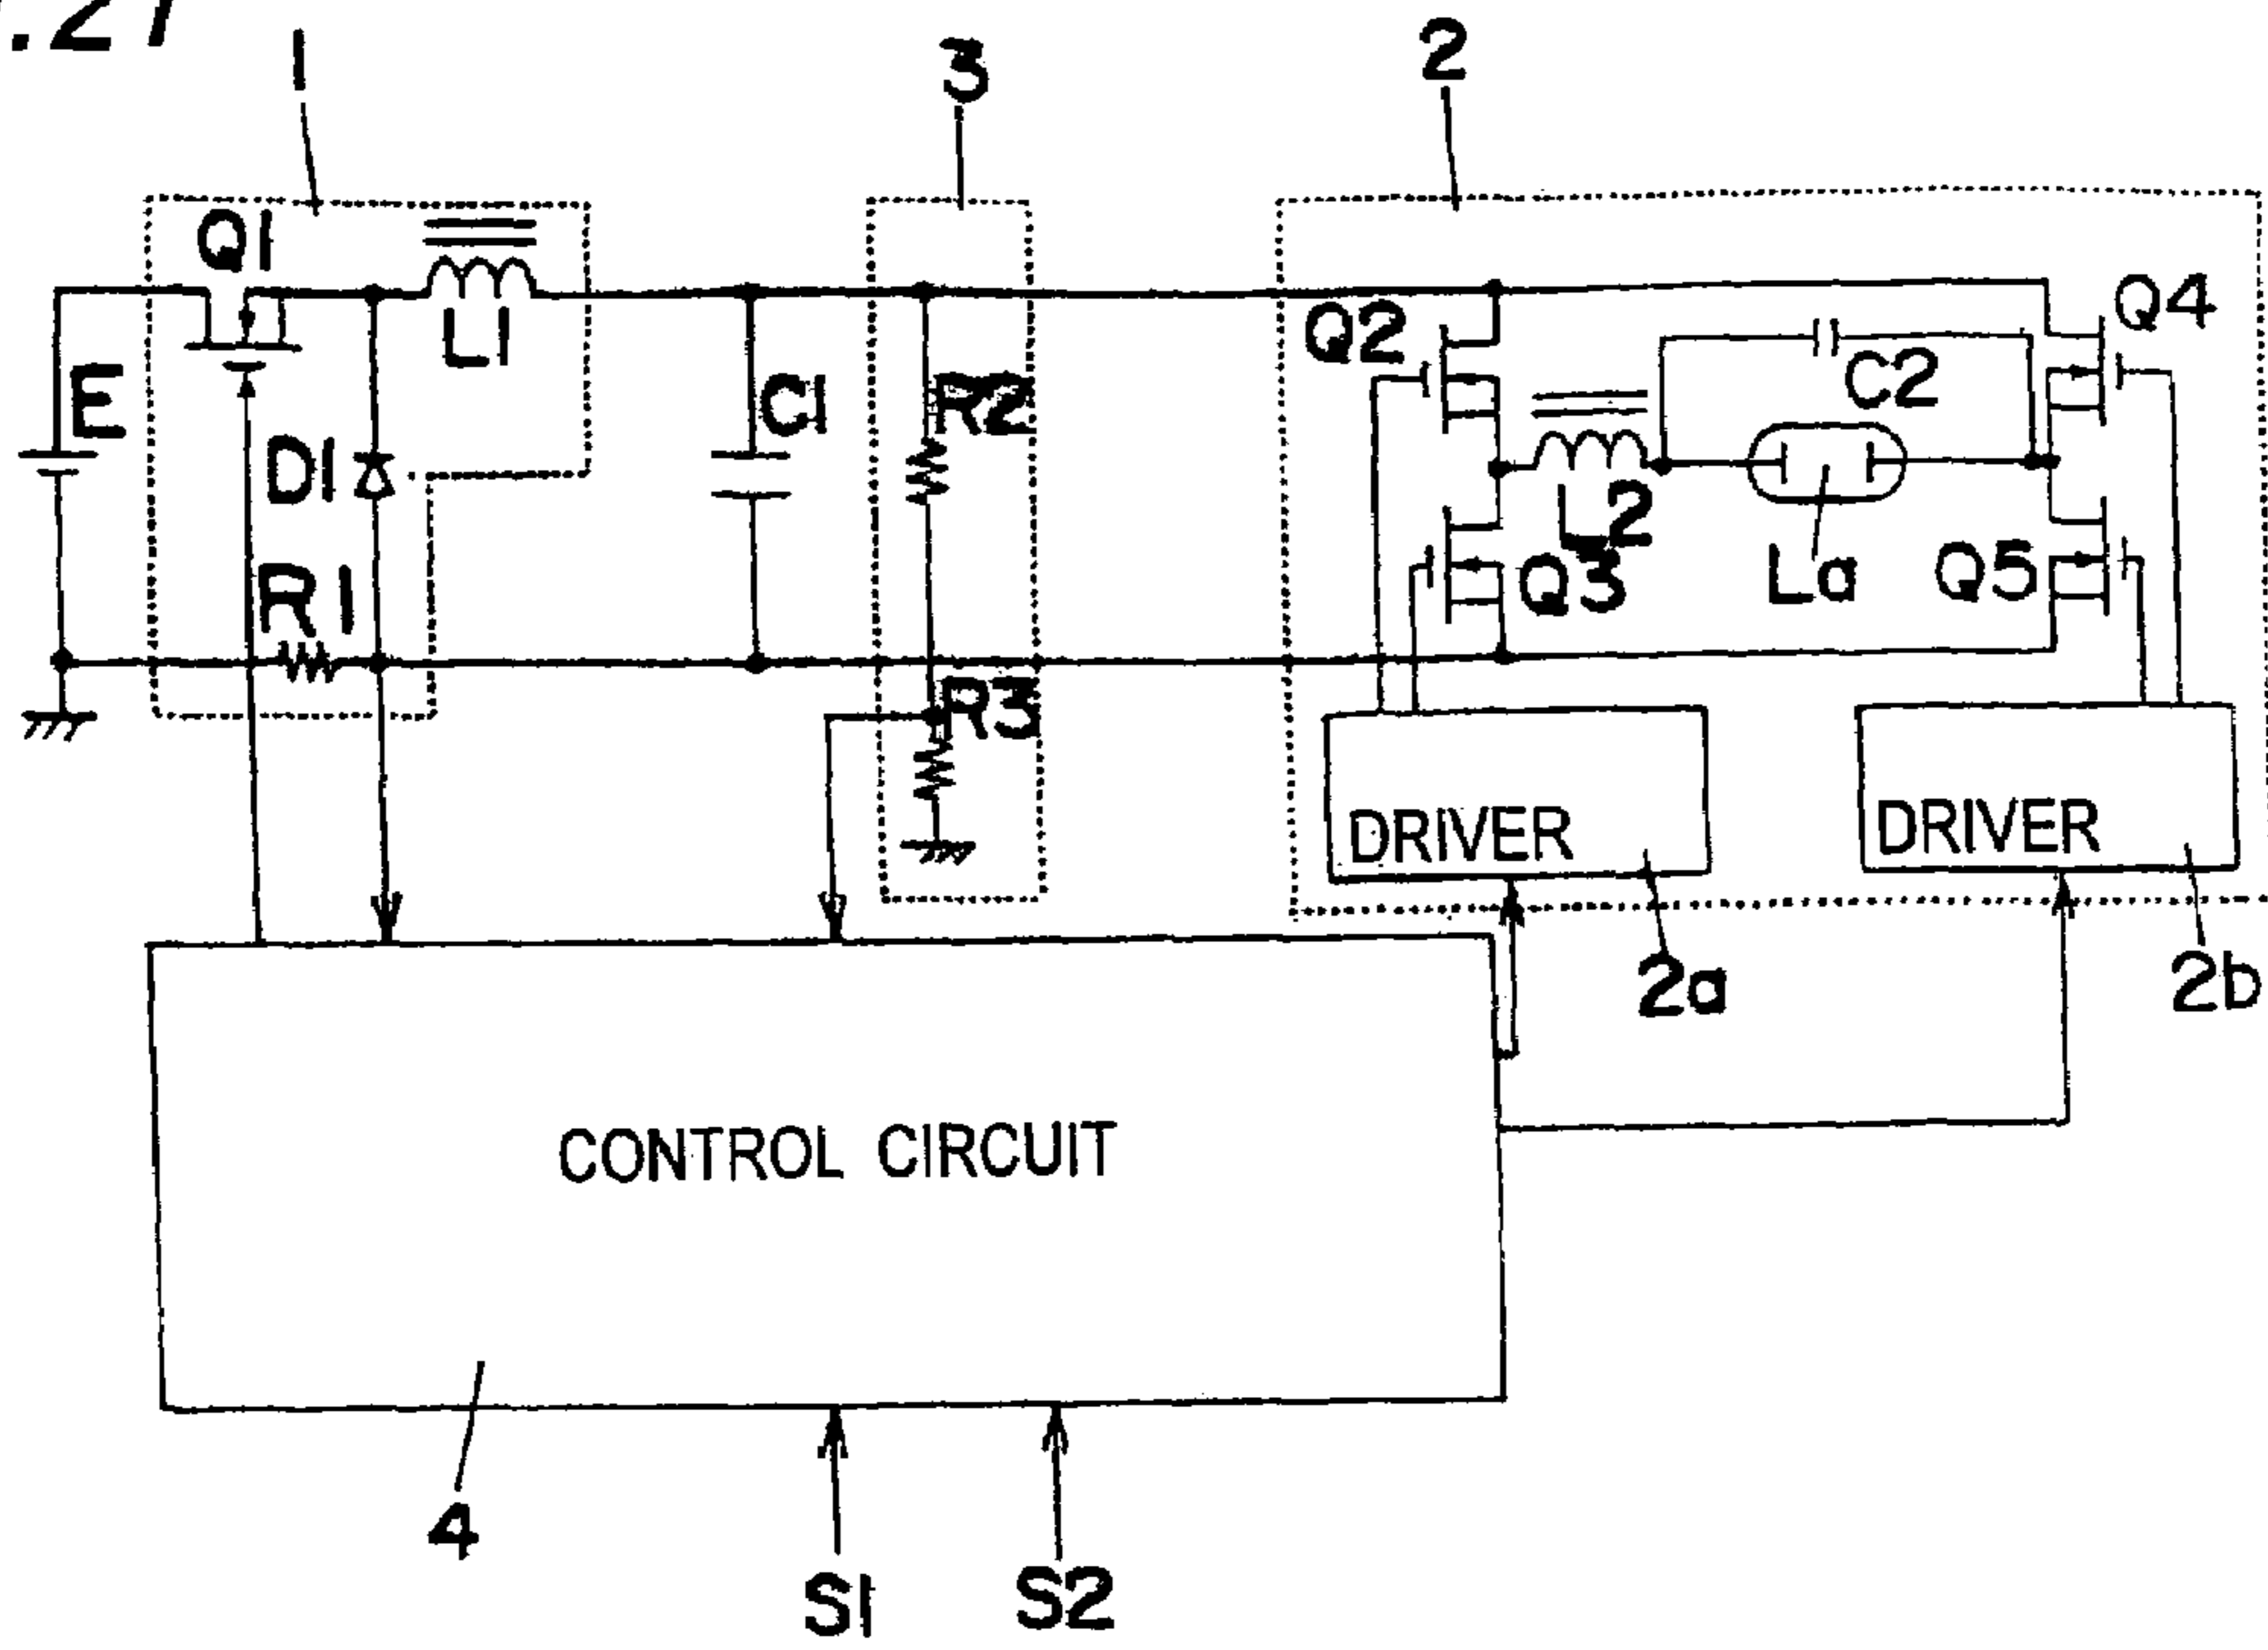 .27
1
3
2
Q1
L1
E
D1
R1
C1
R2
R3
Q2
Q4
C2
L2
Q3
La
Q5
DRIVER
DRIVER
2a
2b
CONTROL CIRCUIT
4
S1
S2